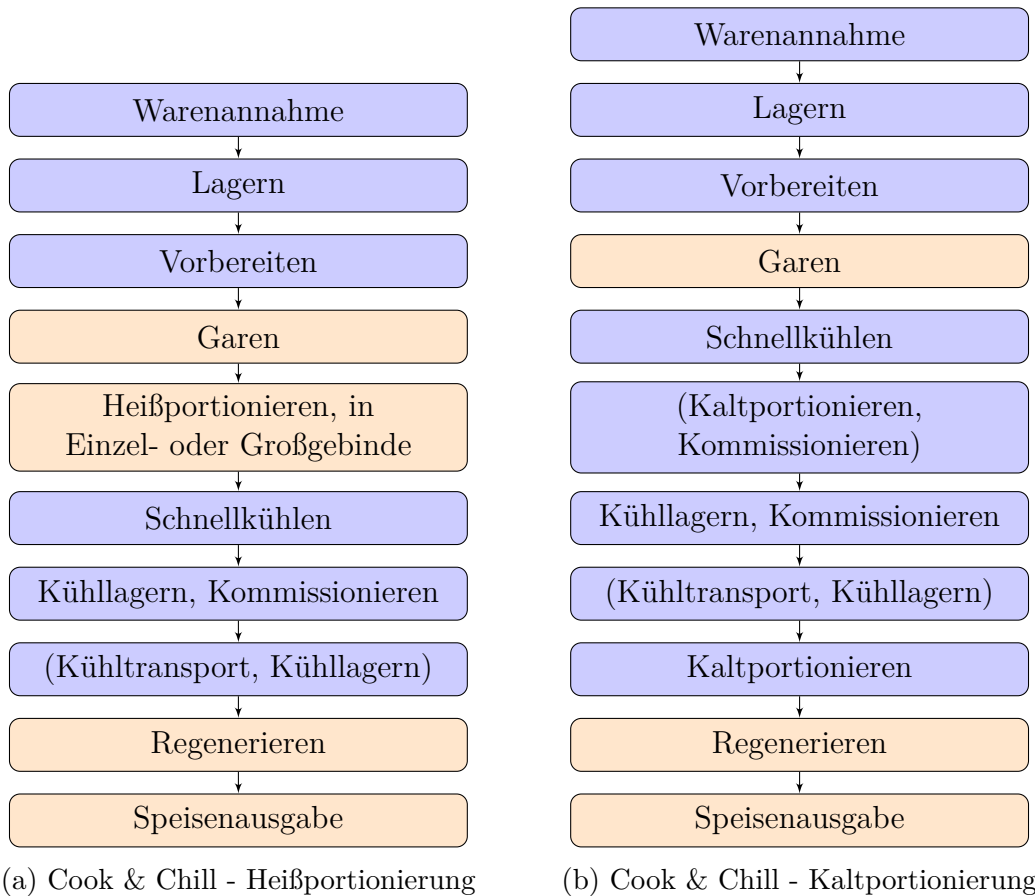 Warenannahme
Lagern
Vorbereiten
Garen
Heißportionieren, in
Einzel- oder Großgebinde
Schnellkühlen
Kühllagern, Kommissionieren
(Kühltransport, Kühllagern)
Regenerieren
Speisenausgabe
(a) Cook & Chill - Heißportionierung
Warenannahme
Lagern
Vorbereiten
Garen
Schnellkühlen
(Kaltportionieren,
Kommissionieren)
Kühllagern, Kommissionieren
(Kühltransport, Kühllagern)
Kaltportionieren
Regenerieren
Speisenausgabe
(b) Cook & Chill - Kaltportionierung